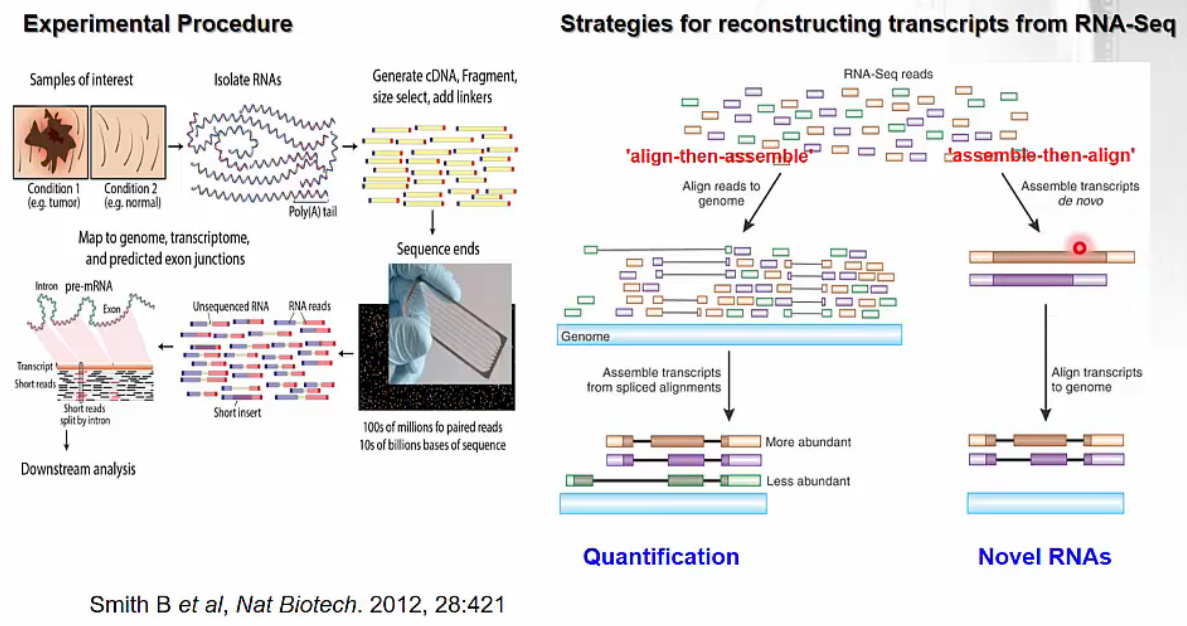 Experimental Procedure
Samples of interest
Isolate RNAs
Generate cDNA, Fragment,
size select, add linkers
Condition 1
(e.g. tumor)
Condition 2
(e.g. normal)
Poly(A) tail
Map to genome, transcriptome,
and predicted exon junctions
Sequence ends
Intron
pre-mRNA
Exon
Unsequenced RNA
RNA reads
Transcript
Short reads
Short reads
split by intron
Short insert
100s of millions fo paired reads
10s of billions bases of sequence
Downstream analysis
Smith B et al, Nat Biotech. 2012, 28:421
Strategies for reconstructing transcripts from RNA-Seq
RNA-Seq reads
'align-then-assemble'
'assemble-then-align'
Align reads to
genome
Assemble transcripts
de novo
Genome
Assemble transcripts
from spliced alignments
Align transcripts
to genome
More abundant
Less abundant
Quantification
Novel RNAs